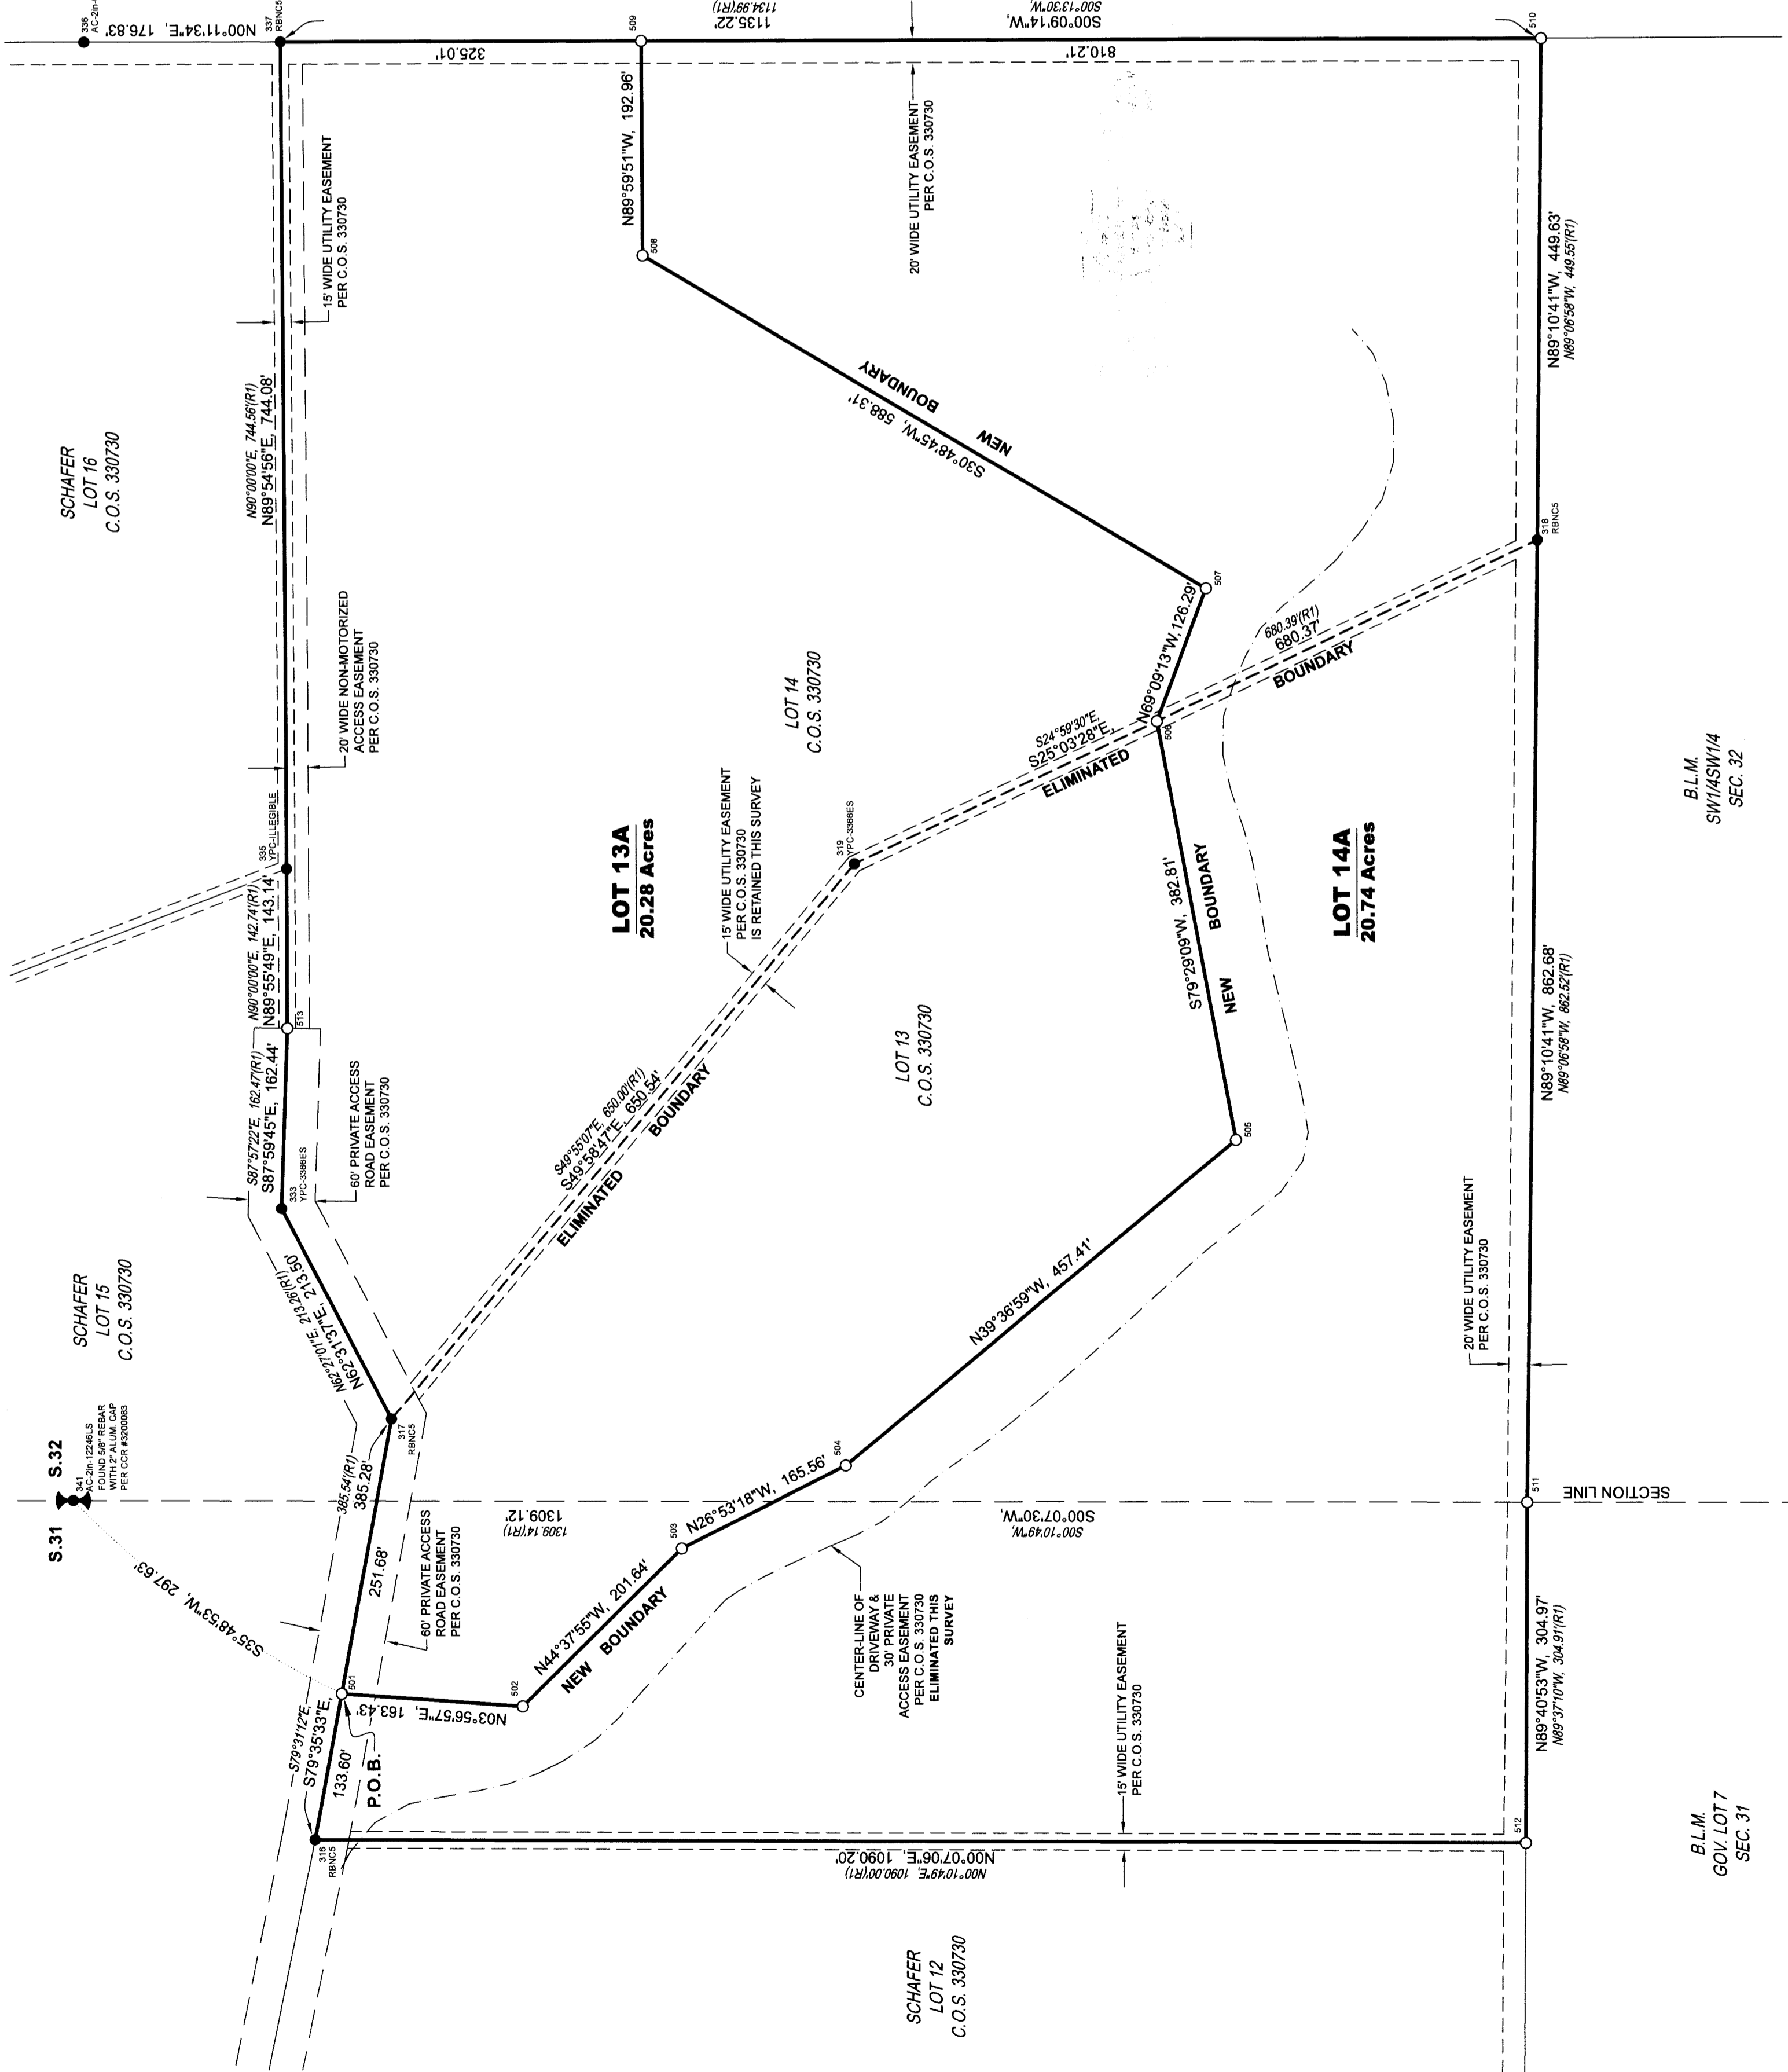 336
AC-2in-
N00°11'34"E, 176.83'
337
RBNC5
325.01'
509
1135.22'
1134.99'(R1)
S00°09'14"W,
S00°13'30"W,
810.21'
510
N89°59'51"W, 192.96'
508
20' WIDE UTILITY EASEMENT
PER C.O.S. 330730
15' WIDE UTILITY EASEMENT
PER C.O.S. 330730
N90°00'00"E, 744.56'(R1)
N89°54'56"E, 744.08'
SCHAFER
LOT 16
C.O.S. 330730
NEW BOUNDARY
S30°48'45"W, 588.31'
N89°10'41"W, 449.63'
N89°06'58"W, 449.55'(R1)
318
RBNC5
507
N69°09'13"W, 126.29'
506
680.39'(R1)
680.37'
BOUNDARY
20' WIDE NON-MOTORIZED
ACCESS EASEMENT
PER C.O.S. 330730
LOT 14
C.O.S. 330730
S24°59'30"E,
S25°03'28"E,
ELIMINATED
335
YPC-ILLEGIBLE
319
YPC-3366ES
15' WIDE UTILITY EASEMENT
PER C.O.S. 330730
IS RETAINED THIS SURVEY
LOT 13A
20.28 Acres
LOT 14A
20.74 Acres
B.L.M.
SW1/4SW1/4
SEC. 32
S79°29'09"W, 382.81'
NEW BOUNDARY
N90°00'00"E, 142.74'(R1)
N89°55'49"E, 143.14'
513
LOT 13
C.O.S. 330730
505
N89°10'41"W, 862.68'
N89°06'58"W, 862.52'(R1)
S87°57'22"E, 162.47'(R1)
S87°59'45"E, 162.44'
333
YPC-3366ES
60' PRIVATE ACCESS
ROAD EASEMENT
PER C.O.S. 330730
S49°55'07"E, 650.00'(R1)
S49°58'47"E, 650.54'
ELIMINATED BOUNDARY
20' WIDE UTILITY EASEMENT
PER C.O.S. 330730
SCHAFER
LOT 15
C.O.S. 330730
N62°27'01"E, 213.26'(R1)
N62°31'37"E, 213.50'
N39°36'59"W, 457.41'
317
RBNC5
504
S.31 S.32
341
AC-2in-12246LS
FOUND 5/8" REBAR
WITH 2" ALUM. CAP
PER CCR #3200083
385.54'(R1)
385.28'
N26°53'18"W, 165.56'
511
SECTION LINE
1309.14'(R1)
1309.12'
S00°07'30"W,
S00°10'49"W,
503
251.68'
60' PRIVATE ACCESS
ROAD EASEMENT
PER C.O.S. 330730
S35°48'53"W, 297.63'
N44°37'55"W, 201.64'
NEW BOUNDARY
CENTER-LINE OF
DRIVEWAY &
30' PRIVATE
ACCESS EASEMENT
PER C.O.S. 330730
ELIMINATED THIS
SURVEY
501
502
N03°56'57"E, 163.43'
P.O.B.
S79°31'12"E,
S79°35'33"E,
133.60'
15' WIDE UTILITY EASEMENT
PER C.O.S. 330730
N89°40'53"W, 304.97'
N89°37'10"W, 304.91'(R1)
316
RBNC5
512
N00°07'06"E, 1090.20'
N00°10'49"E, 1090.00'(R1)
B.L.M.
GOV. LOT 7
SEC. 31
SCHAFER
LOT 12
C.O.S. 330730